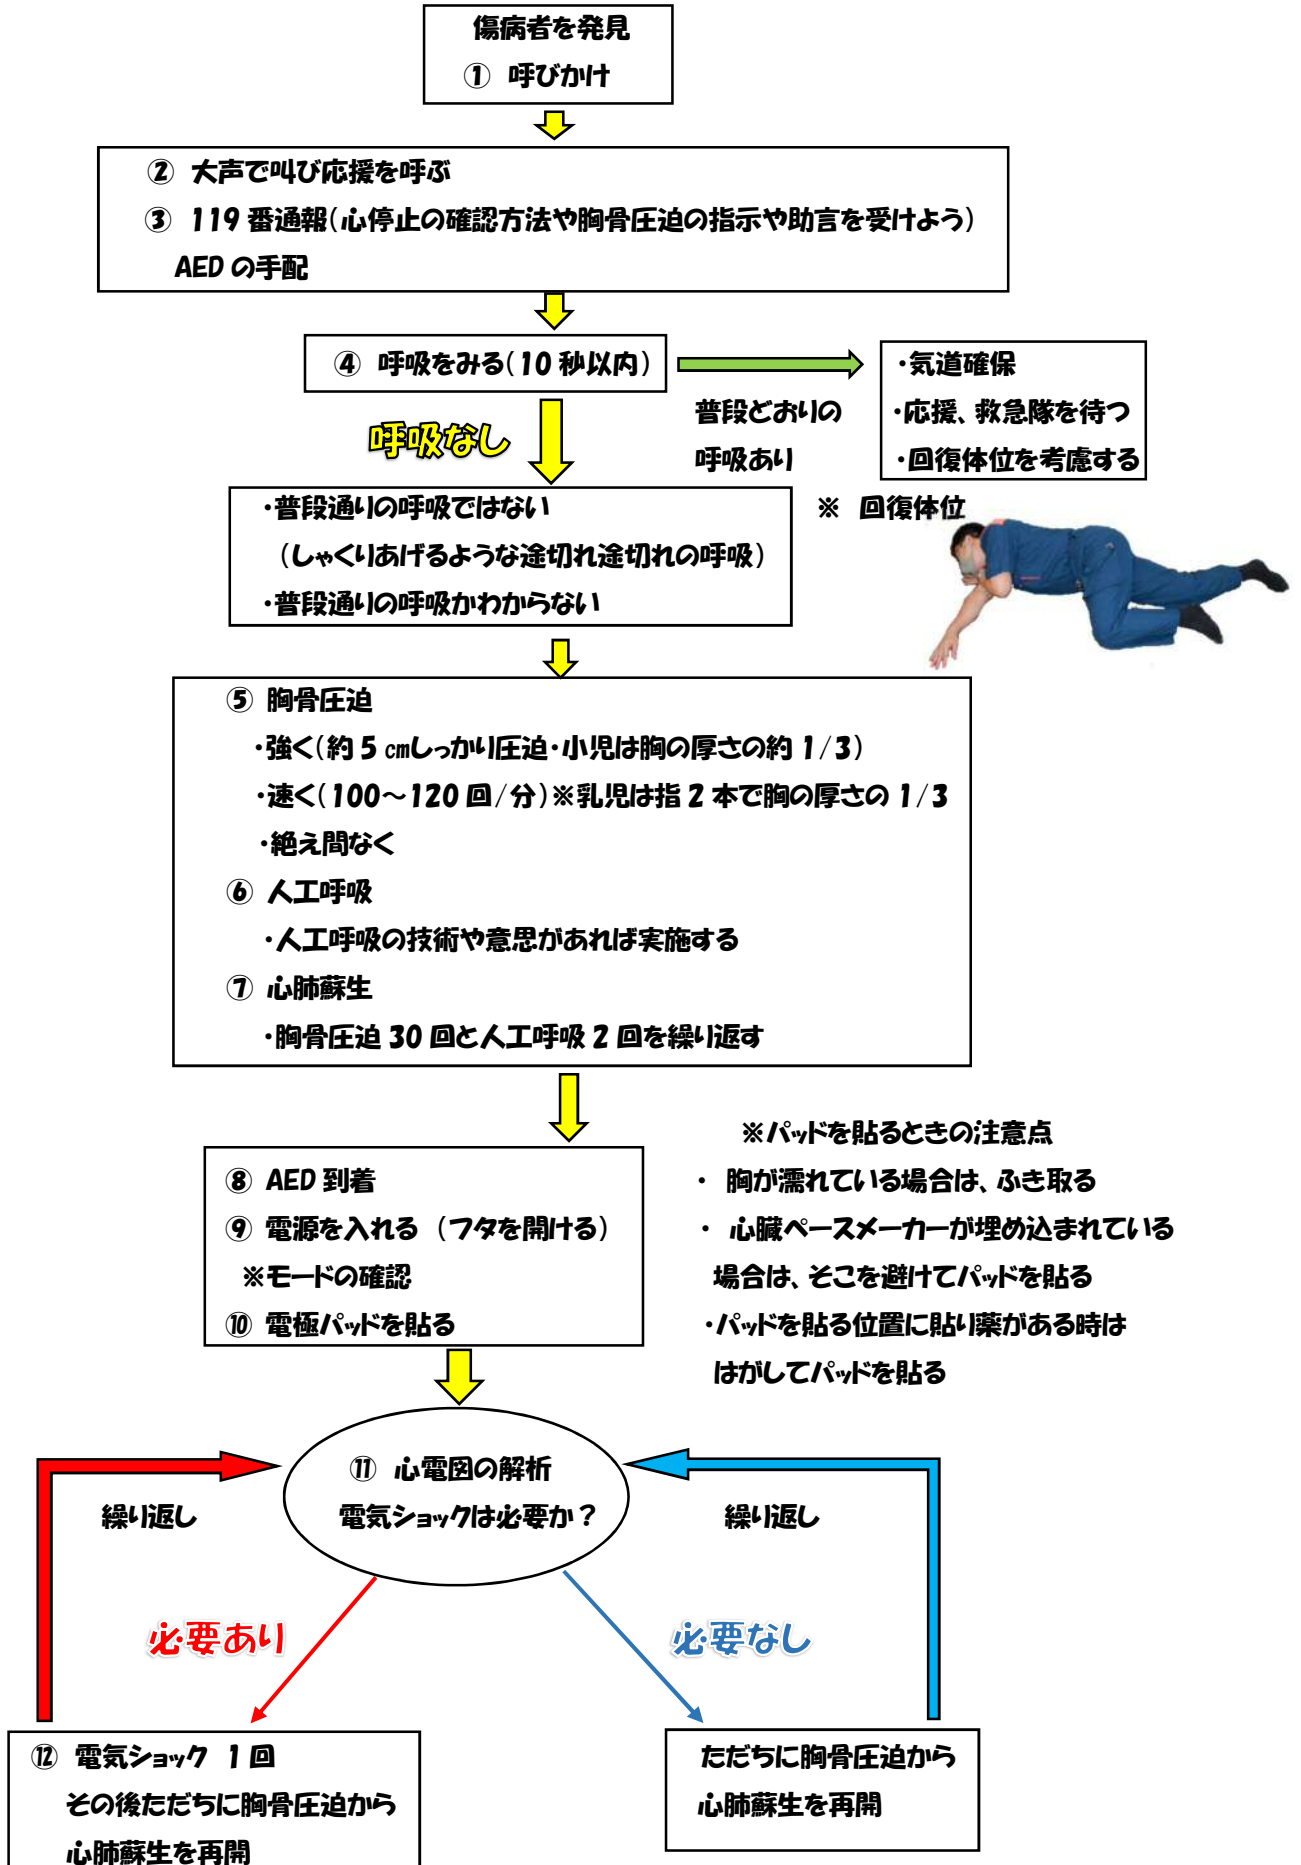 傷病者を発見
① 呼びかけ
② 大声で叫び応援を呼ぶ
③ 119番通報(心停止の確認方法や胸骨圧迫の指示や助言を受けよう)
AEDの手配
④ 呼吸をみる(10秒以内)
普段どおりの
呼吸あり
・気道確保
・応援、救急隊を待つ
・回復体位を考慮する
呼吸なし
※ 回復体位
・普段通りの呼吸ではない
(しゃくりあげるような途切れ途切れの呼吸)
・普段通りの呼吸かわからない
⑤ 胸骨圧迫
・強く(約5㎝しっかり圧迫・小児は胸の厚さの約1/3)
・速く(100~120回/分)※乳児は指2本で胸の厚さの1/3
・絶え間なく
⑥ 人工呼吸
・人工呼吸の技術や意思があれば実施する
⑦ 心肺蘇生
・胸骨圧迫30回と人工呼吸2回を繰り返す
⑧ AED到着
⑨ 電源を入れる (フタを開ける)
※モードの確認
⑩ 電極パッドを貼る
※パッドを貼るときの注意点
・ 胸が濡れている場合は、ふき取る
・ 心臓ペースメーカーが埋め込まれている
場合は、そこを避けてパッドを貼る
・パッドを貼る位置に貼り薬がある時は
はがしてパッドを貼る
⑪ 心電図の解析
電気ショックは必要か?
繰り返し
繰り返し
必要あり
必要なし
⑫ 電気ショック 1回
その後ただちに胸骨圧迫から
心肺蘇生を再開
ただちに胸骨圧迫から
心肺蘇生を再開